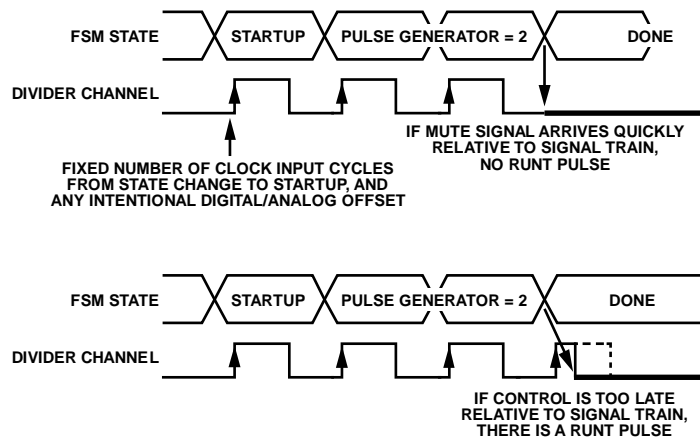 FSM STATE
STARTUP
PULSE GENERATOR = 2
DONE
DIVIDER CHANNEL
IF MUTE SIGNAL ARRIVES QUICKLY
RELATIVE TO SIGNAL TRAIN,
NO RUNT PULSE
FIXED NUMBER OF CLOCK INPUT CYCLES
FROM STATE CHANGE TO STARTUP, AND
ANY INTENTIONAL DIGITAL/ANALOG OFFSET
FSM STATE
STARTUP
PULSE GENERATOR = 2
DONE
DIVIDER CHANNEL
IF CONTROL IS TOO LATE
RELATIVE TO SIGNAL TRAIN,
THERE IS A RUNT PULSE